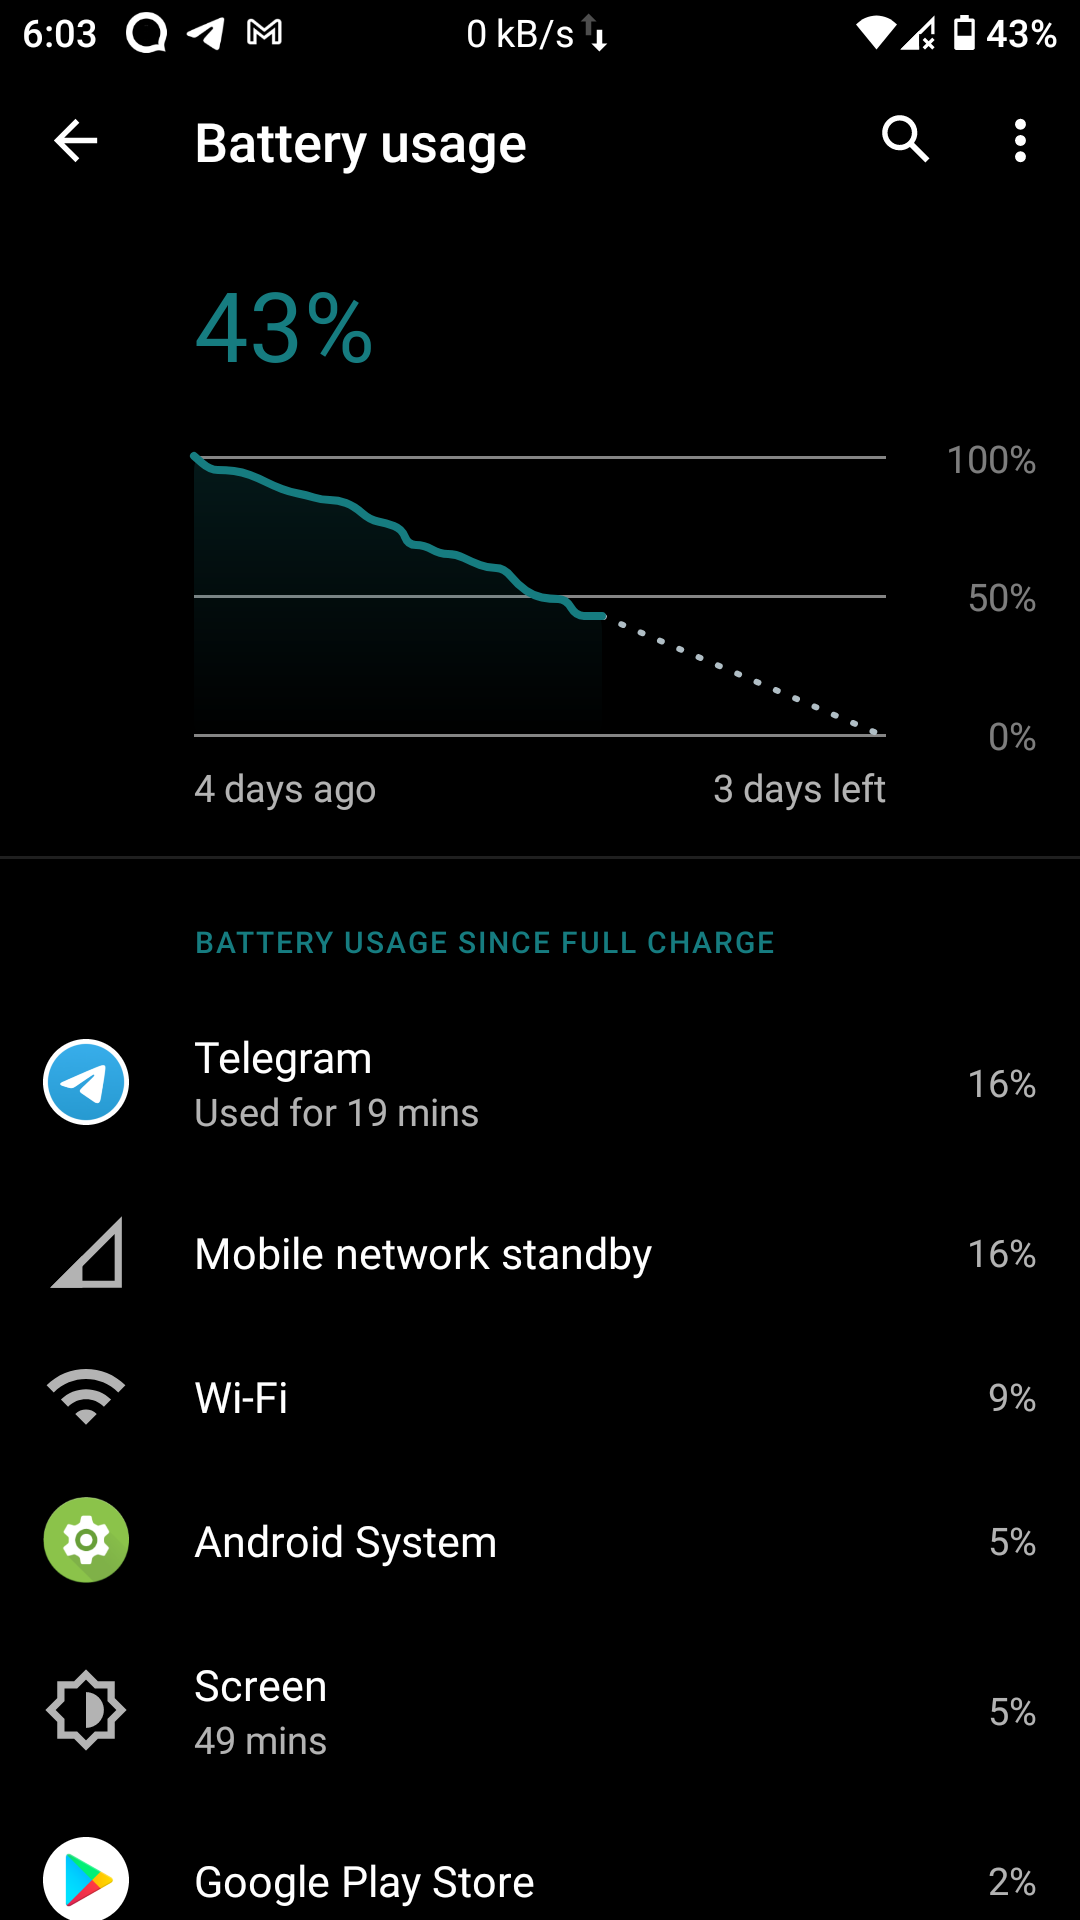 6:03 0 kB/s 43%
Battery usage
43%
100%
50%
0%
4 days ago 3 days left
BATTERY USAGE SINCE FULL CHARGE
Telegram
Used for 19 mins
16%
Mobile network standby 16%
Wi-Fi 9%
Android System 5%
Screen
49 mins
5%
Google Play Store 2%